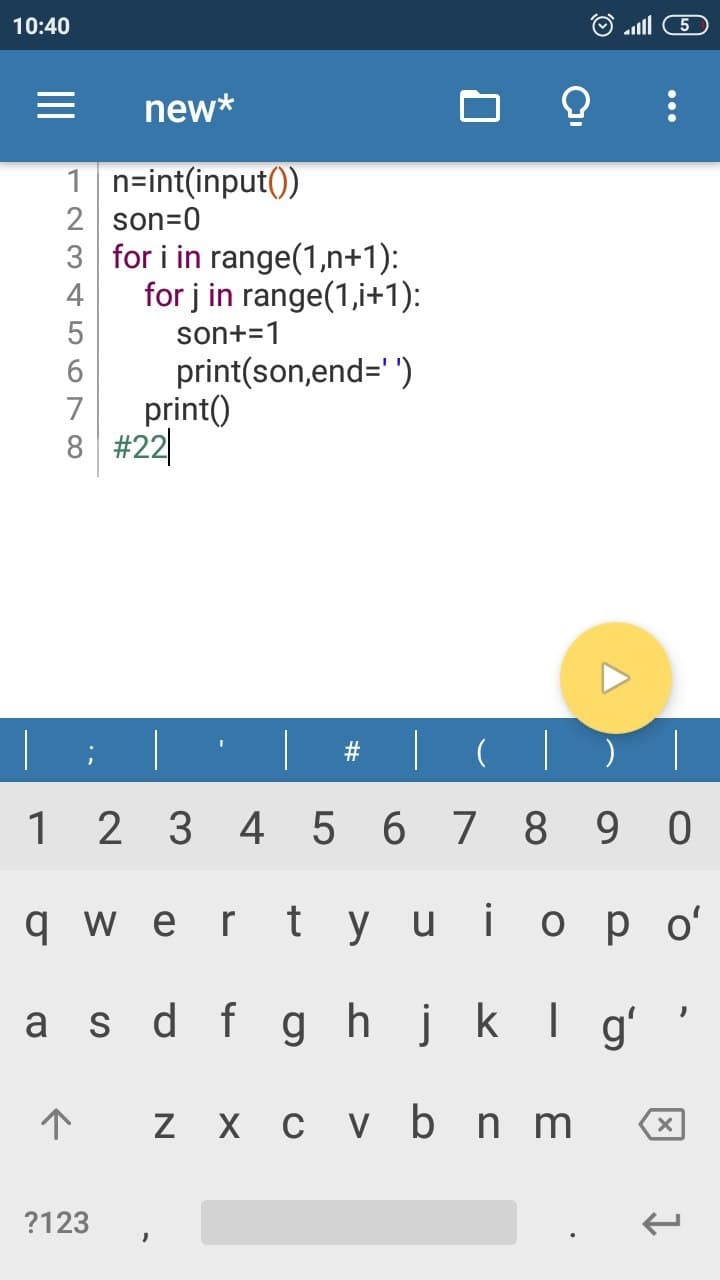 10:40 5
new*
1 n=int(input())
2 son=0
3 for i in range(1,n+1):
4     for j in range(1,i+1):
5         son+=1
6         print(son,end=' ')
7     print()
8 #22
; ' # ( )
1 2 3 4 5 6 7 8 9 0
q w e r t y u i o p oʻ
a s d f g h j k l gʻ ʼ
z x c v b n m
?123 , .